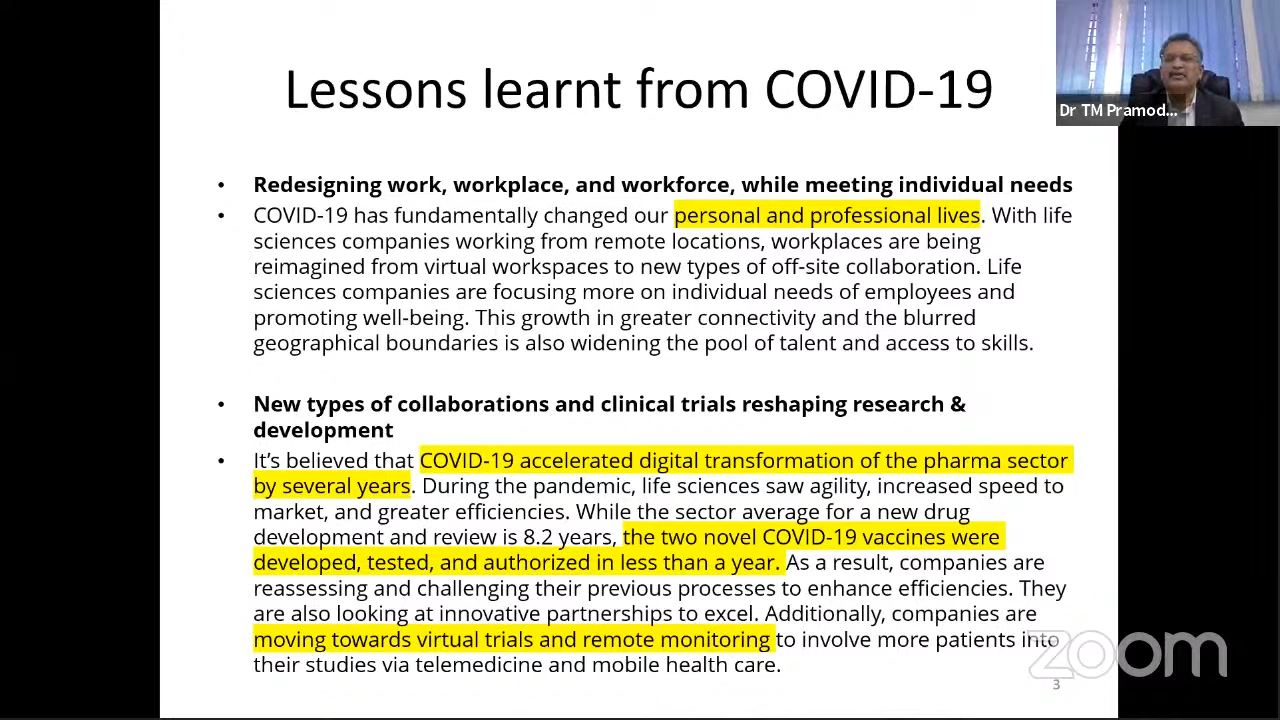 Lessons learnt from COVID-19
Dr TM Pramod...
• Redesigning work, workplace, and workforce, while meeting individual needs
• COVID-19 has fundamentally changed our personal and professional lives. With life
sciences companies working from remote locations, workplaces are being
reimagined from virtual workspaces to new types of off-site collaboration. Life
sciences companies are focusing more on individual needs of employees and
promoting well-being. This growth in greater connectivity and the blurred
geographical boundaries is also widening the pool of talent and access to skills.
• New types of collaborations and clinical trials reshaping research &
development
• It’s believed that COVID-19 accelerated digital transformation of the pharma sector
by several years. During the pandemic, life sciences saw agility, increased speed to
market, and greater efficiencies. While the sector average for a new drug
development and review is 8.2 years, the two novel COVID-19 vaccines were
developed, tested, and authorized in less than a year. As a result, companies are
reassessing and challenging their previous processes to enhance efficiencies. They
are also looking at innovative partnerships to excel. Additionally, companies are
moving towards virtual trials and remote monitoring to involve more patients into
their studies via telemedicine and mobile health care.
zoom
3